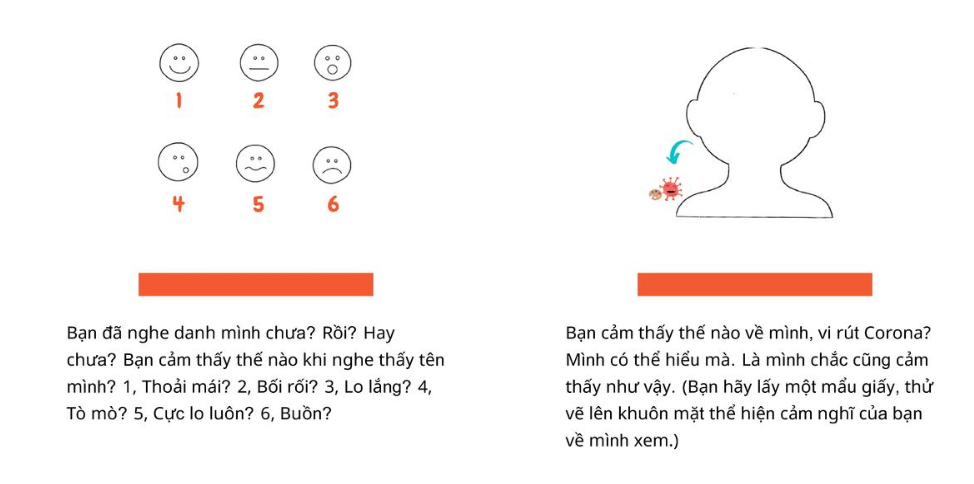 1 2 3
4 5 6
Bạn đã nghe danh mình chưa? Rồi? Hay
chưa? Bạn cảm thấy thế nào khi nghe thấy tên
mình? 1, Thoải mái? 2, Bối rối? 3, Lo lắng? 4,
Tò mò? 5, Cực lo luôn? 6, Buồn?
Bạn cảm thấy thế nào về mình, vi rút Corona?
Mình có thể hiểu mà. Là mình chắc cũng cảm
thấy như vậy. (Bạn hãy lấy một mẩu giấy, thử
vẽ lên khuôn mặt thể hiện cảm nghĩ của bạn
về mình xem.)